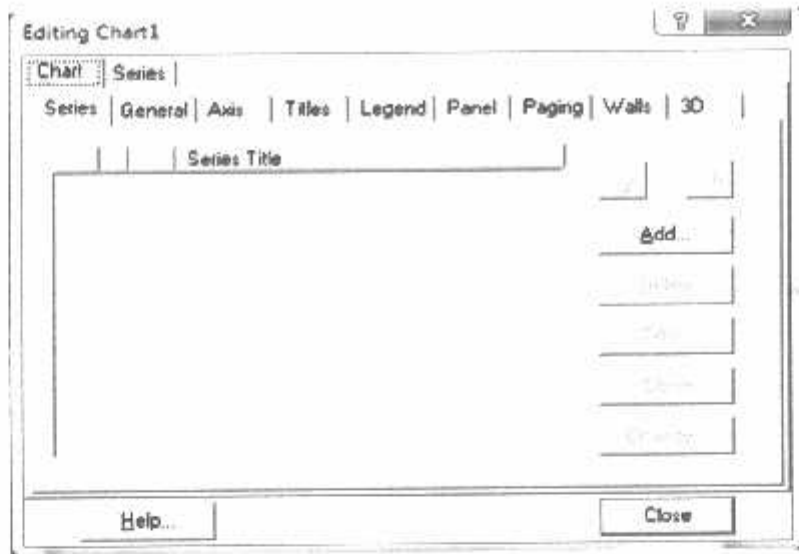 Editing Chart1
Chart Series
Series General Axis Titles Legend Panel Paging Walls 3D
Series Title
Add...
Help...
Close